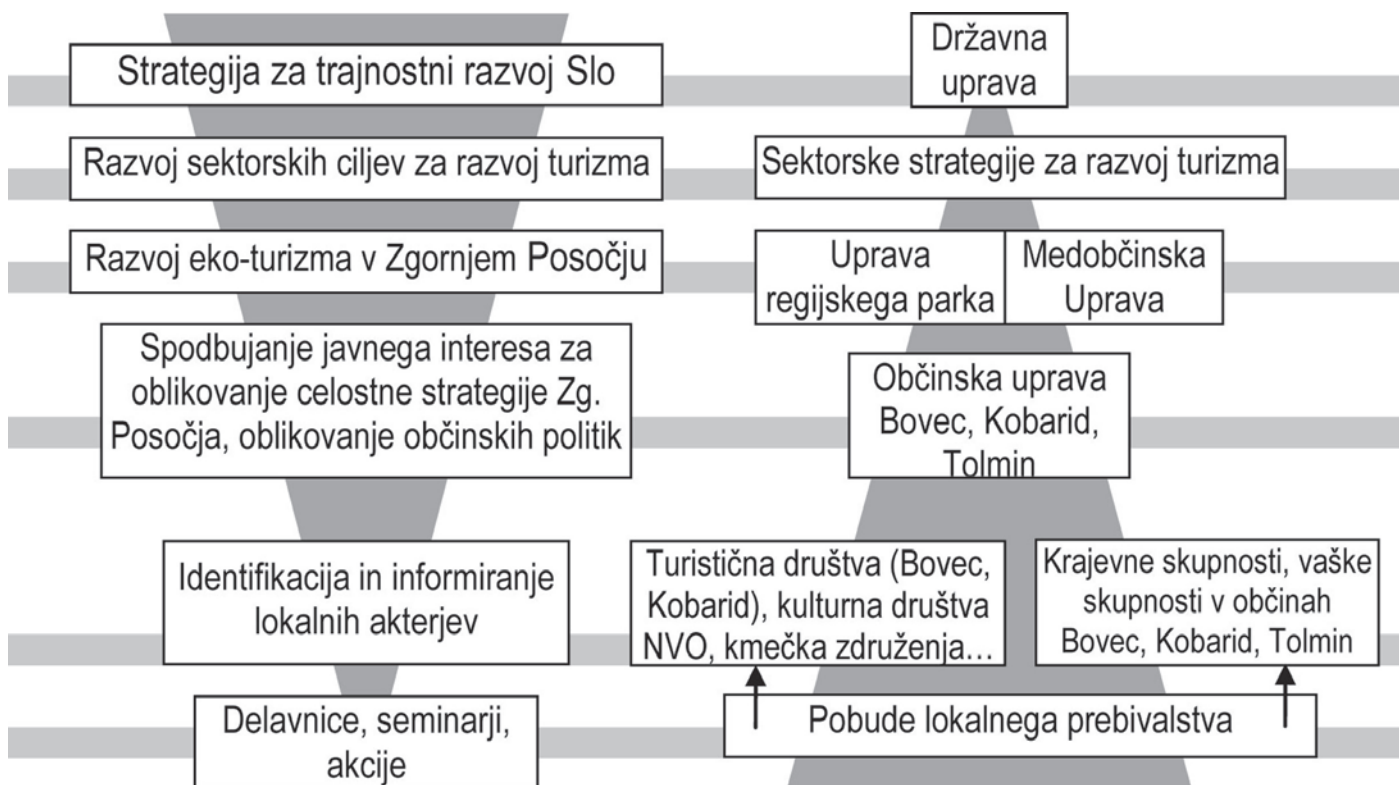 Strategija za trajnostni razvoj Slo
Državna
uprava
Razvoj sektorskih ciljev za razvoj turizma
Sektorske strategije za razvoj turizma
Razvoj eko-turizma v Zgornjem Posočju
Uprava
regijskega parka
Medobčinska
Uprava
Spodbujanje javnega interesa za
oblikovanje celostne strategije Zg.
Posočja, oblikovanje občinskih politik
Občinska uprava
Bovec, Kobarid,
Tolmin
Identifikacija in informiranje
lokalnih akterjev
Turistična društva (Bovec,
Kobarid), kulturna društva
NVO, kmečka združenja…
Krajevne skupnosti, vaške
skupnosti v občinah
Bovec, Kobarid, Tolmin
Delavnice, seminarji,
akcije
Pobude lokalnega prebivalstva